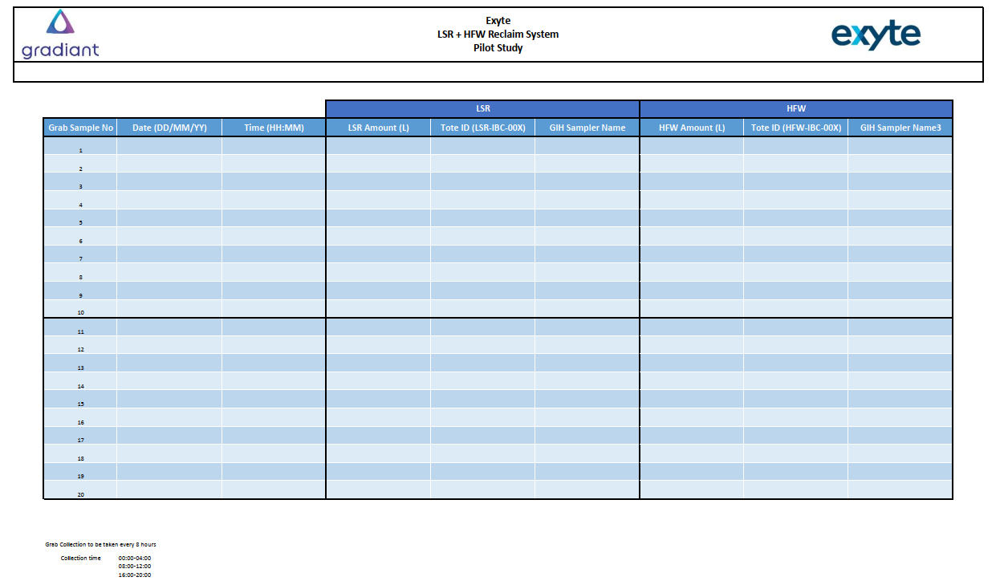 gradiant
Exyte
LSR + HFW Reclaim System
Pilot Study
exyte
LSR HFW
Grab Sample No Date (DD/MM/YY) Time (HH:MM) LSR Amount (L) Tote ID (LSR-IBC-00X) GIH Sampler Name HFW Amount (L) Tote ID (HFW-IBC-00X) GIH Sampler Name3
1
2
3
4
5
6
7
8
9
10
11
12
13
14
15
16
17
18
19
20
Grab Collection to be taken every 8 hours
Collection time 00:00-04:00
08:00-12:00
16:00-20:00